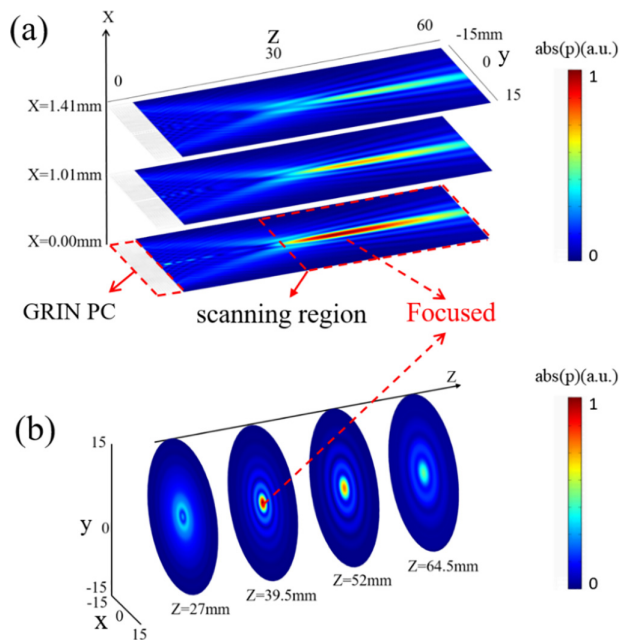 (a)
X
Z
0
30
60
-15mm
0
y
15
abs(p)(a.u.)
1
0
X=1.41mm
X=1.01mm
X=0.00mm
GRIN PC
scanning region
Focused
(b)
Z
abs(p)(a.u.)
1
0
15
y
0
-15
-15
X
15
Z=27mm
Z=39.5mm
Z=52mm
Z=64.5mm